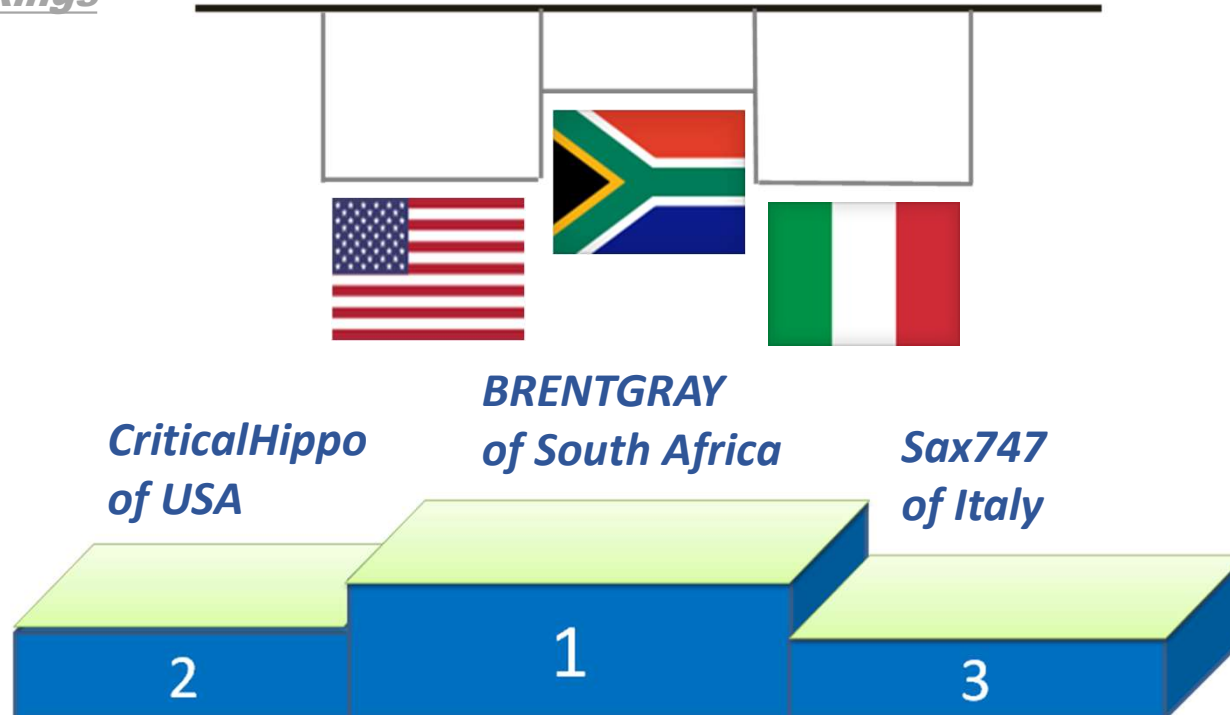 BRENTGRAY
of South Africa
CriticalHippo
of USA
Sax747
of Italy
1
2
3